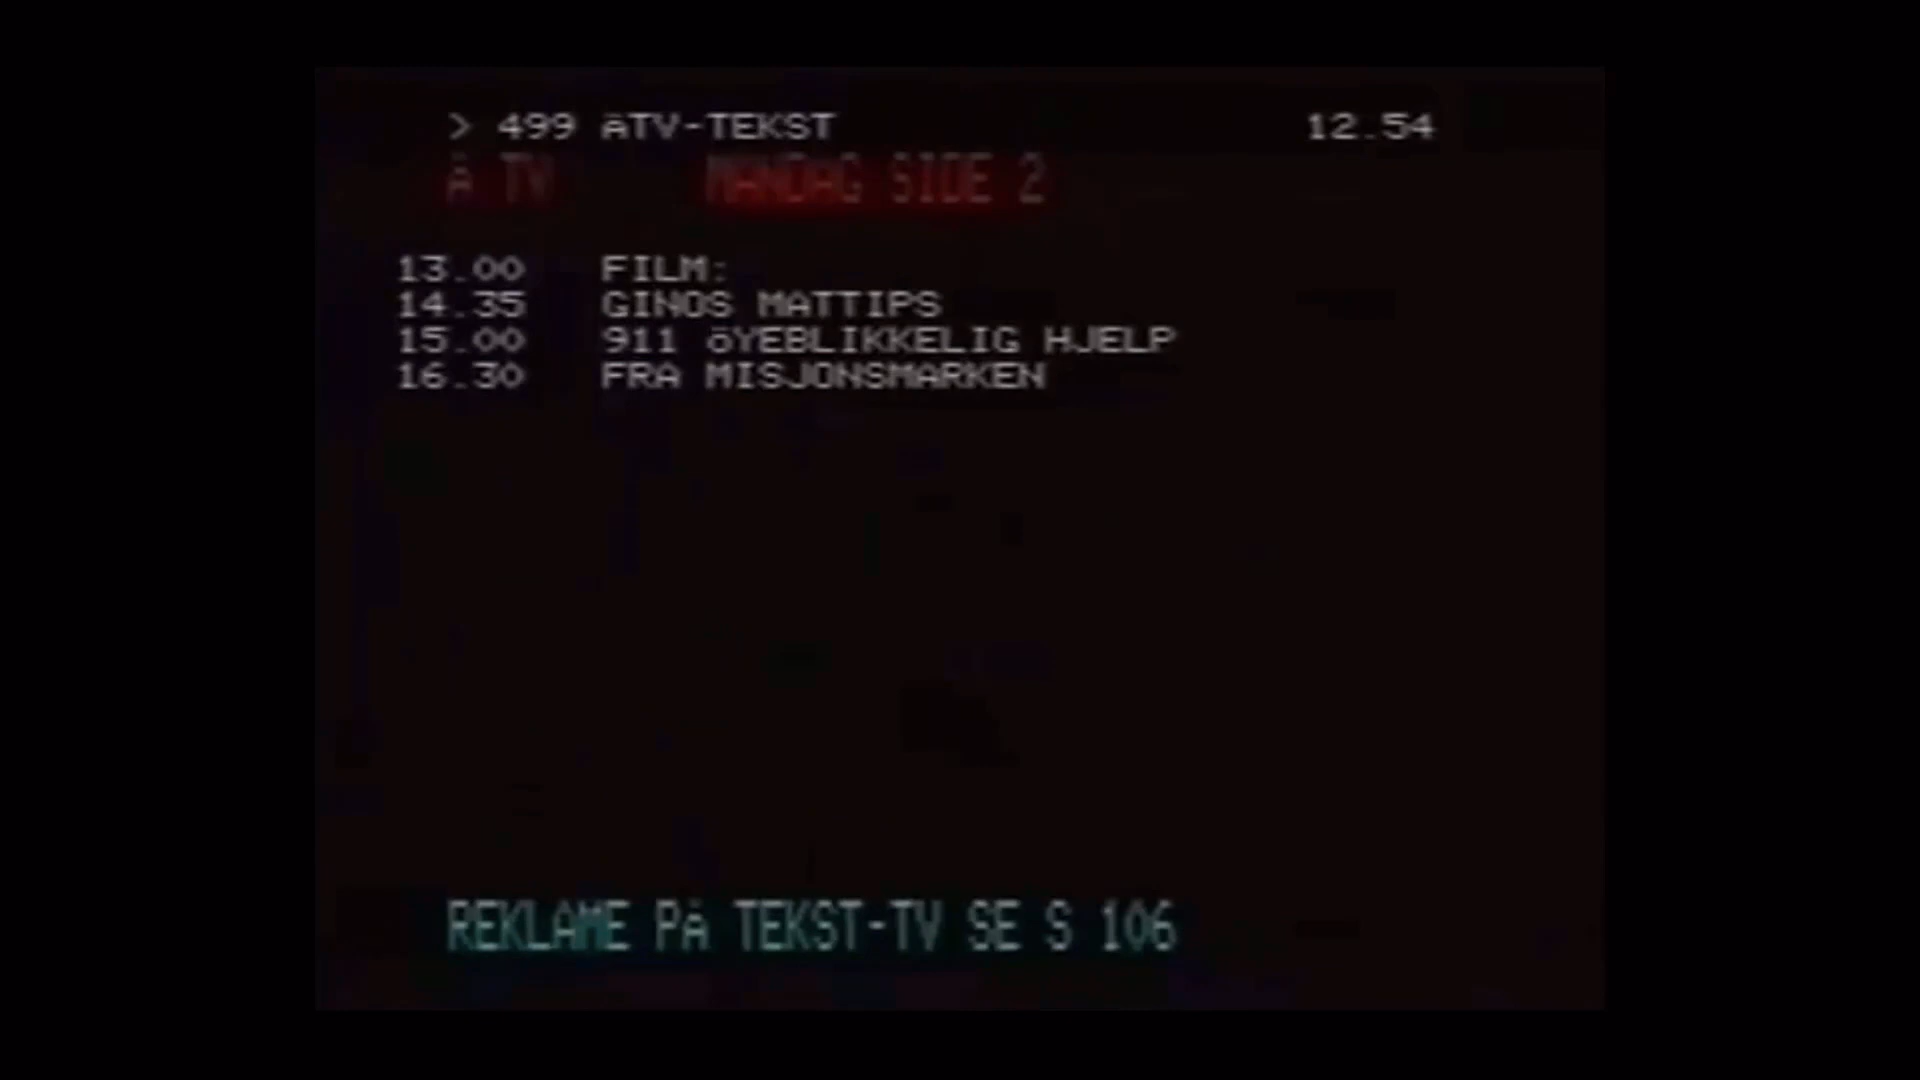 > 499 åTV-TEKST 12.54
Å TV MANDAG SIDE 2
13.00 FILM:
14.35 GINOS MATTIPS
15.00 911 öYEBLIKKELIG HJELP
16.30 FRA MISJONSMARKEN
REKLAME På TEKST-TV SE S 106